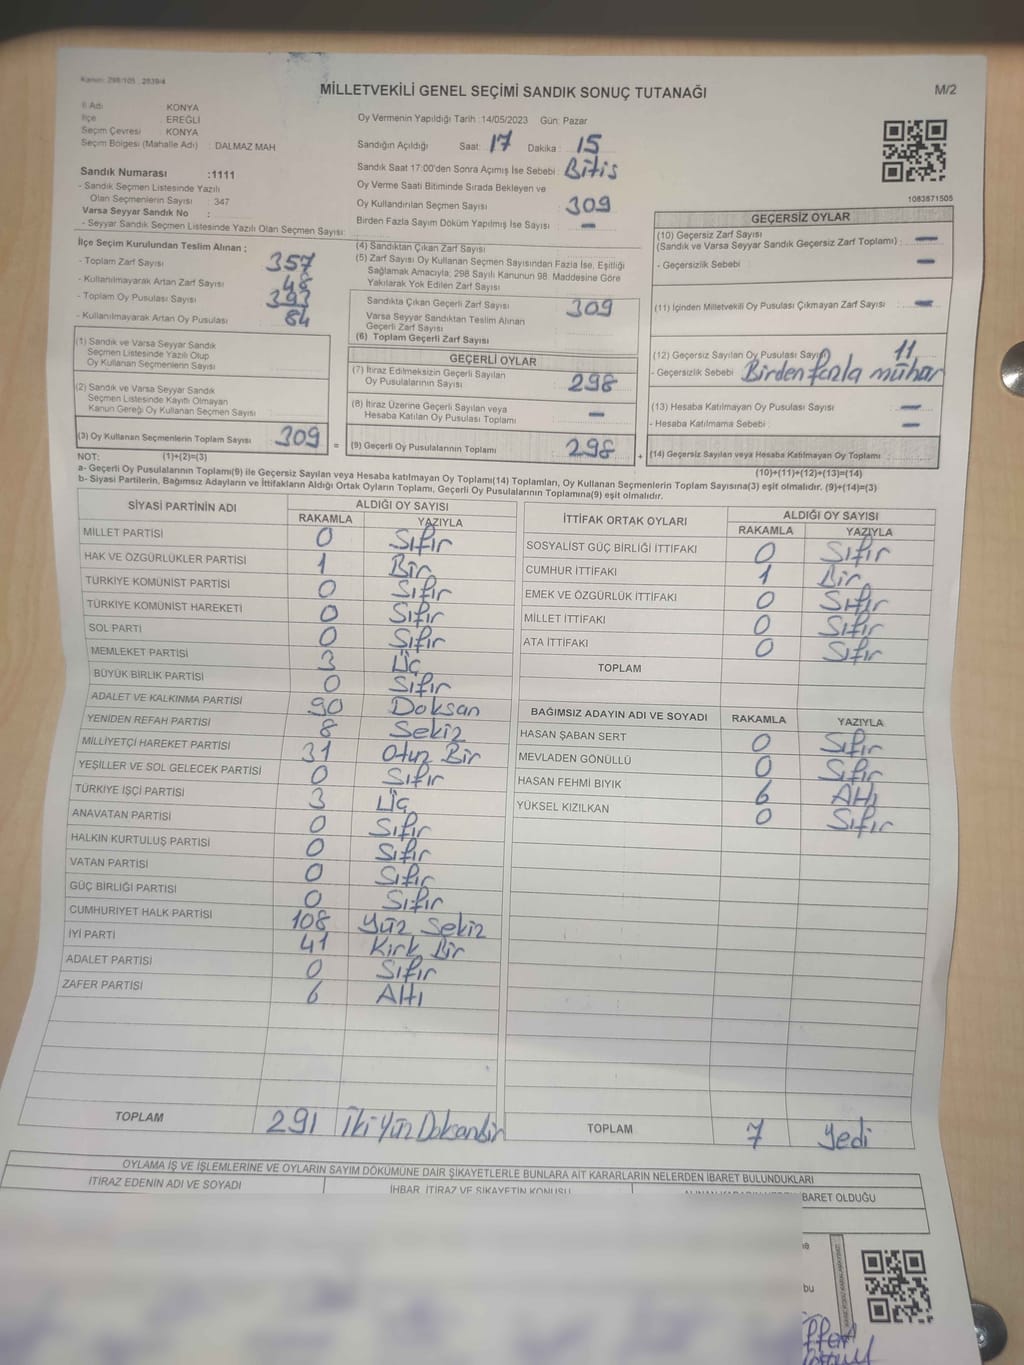 Kanun: 298/105 , 2839/4
MİLLETVEKİLİ GENEL SEÇİMİ SANDIK SONUÇ TUTANAĞI
M/2
İl Adı KONYA
İlçe EREĞLİ
Seçim Çevresi KONYA
Seçim Bölgesi (Mahalle Adı) : DALMAZ MAH
Sandık Numarası :1111
- Sandık Seçmen Listesinde Yazılı
Olan Seçmenlerin Sayısı : 347
Varsa Seyyar Sandık No :
- Seyyar Sandık Seçmen Listesinde Yazılı Olan Seçmen Sayısı:
Oy Vermenin Yapıldığı Tarih :14/05/2023 Gün: Pazar
Sandığın Açıldığı Saat: 17 Dakika : 15
Sandık Saat 17:00'den Sonra Açımış İse Sebebi : Bitis
Oy Verme Saati Bitiminde Sırada Bekleyen ve
Oy Kullandırılan Seçmen Sayısı 309
Birden Fazla Sayım Döküm Yapılmış İse Sayısı –
1083871505
İlçe Seçim Kurulundan Teslim Alınan ;
- Toplam Zarf Sayısı 357
- Kullanılmayarak Artan Zarf Sayısı 48
- Toplam Oy Pusulası Sayısı 393
- Kullanılmayarak Artan Oy Pusulası 84
(4) Sandıktan Çıkan Zarf Sayısı
(5) Zarf Sayısı Oy Kullanan Seçmen Sayısından Fazla İse, Eşitliği
Sağlamak Amacıyla; 298 Sayılı Kanunun 98. Maddesine Göre
Yakılarak Yok Edilen Zarf Sayısı
Sandıkta Çıkan Geçerli Zarf Sayısı 309
Varsa Seyyar Sandıktan Teslim Alınan
Geçerli Zarf Sayısı
(6) Toplam Geçerli Zarf Sayısı
GEÇERSİZ OYLAR
(10) Geçersiz Zarf Sayısı
(Sandık ve Varsa Seyyar Sandık Geçersiz Zarf Toplamı) : –
- Geçersizlik Sebebi –
(11) İçinden Milletvekili Oy Pusulası Çıkmayan Zarf Sayısı –
(12) Geçersiz Sayılan Oy Pusulası Sayısı 11
- Geçersizlik Sebebi Birden fazla mühür
(13) Hesaba Katılmayan Oy Pusulası Sayısı –
- Hesaba Katılmama Sebebi –
(14) Geçersiz Sayılan veya Hesaba Katılmayan Oy Toplamı
(10)+(11)+(12)+(13)=(14)
(1) Sandık ve Varsa Seyyar Sandık
Seçmen Listesinde Yazılı Olup
Oy Kullanan Seçmenlerin Sayısı
(2) Sandık ve Varsa Seyyar Sandık
Seçmen Listesinde Kayıtlı Olmayan
Kanun Gereği Oy Kullanan Seçmen Sayısı
(3) Oy Kullanan Seçmenlerin Toplam Sayısı 309 =
GEÇERLİ OYLAR
(7) İtiraz Edilmeksizin Geçerli Sayılan
Oy Pusulalarının Sayısı 298
(8) İtiraz Üzerine Geçerli Sayılan veya
Hesaba Katılan Oy Pusulası Toplamı –
(9) Geçerli Oy Pusulalarının Toplamı 298 +
NOT: (1)+(2)=(3)
a- Geçerli Oy Pusulalarının Toplamı(9) ile Geçersiz Sayılan veya Hesaba katılmayan Oy Toplamı(14) Toplamları, Oy Kullanan Seçmenlerin Toplam Sayısına(3) eşit olmalıdır. (9)+(14)=(3)
b- Siyasi Partilerin, Bağımsız Adayların ve İttifakların Aldığı Ortak Oyların Toplamı, Geçerli Oy Pusulalarının Toplamına(9) eşit olmalıdır.
SİYASİ PARTİNİN ADI ALDIĞI OY SAYISI
RAKAMLA YAZIYLA
MİLLET PARTİSİ 0 Sıfır
HAK VE ÖZGÜRLÜKLER PARTİSİ 1 Bir
TÜRKİYE KOMÜNİST PARTİSİ 0 Sıfır
TÜRKİYE KOMÜNİST HAREKETİ 0 Sıfır
SOL PARTİ 0 Sıfır
MEMLEKET PARTİSİ 3 Üç
BÜYÜK BİRLİK PARTİSİ 0 Sıfır
ADALET VE KALKINMA PARTİSİ 90 Doksan
YENİDEN REFAH PARTİSİ 8 Sekiz
MİLLİYETÇİ HAREKET PARTİSİ 31 Otuz Bir
YEŞİLLER VE SOL GELECEK PARTİSİ 0 Sıfır
TÜRKİYE İŞÇİ PARTİSİ 3 Üç
ANAVATAN PARTİSİ 0 Sıfır
HALKIN KURTULUŞ PARTİSİ 0 Sıfır
VATAN PARTİSİ 0 Sıfır
GÜÇ BİRLİĞİ PARTİSİ 0 Sıfır
CUMHURİYET HALK PARTİSİ 108 Yüz Sekiz
İYİ PARTİ 41 Kırk Bir
ADALET PARTİSİ 0 Sıfır
ZAFER PARTİSİ 6 Altı
TOPLAM 291 İki Yüz Doksanbir
İTTİFAK ORTAK OYLARI ALDIĞI OY SAYISI
RAKAMLA YAZIYLA
SOSYALİST GÜÇ BİRLİĞİ İTTİFAKI 0 Sıfır
CUMHUR İTTİFAKI 1 Bir
EMEK VE ÖZGÜRLÜK İTTİFAKI 0 Sıfır
MİLLET İTTİFAKI 0 Sıfır
ATA İTTİFAKI 0 Sıfır
TOPLAM
BAĞIMSIZ ADAYIN ADI VE SOYADI RAKAMLA YAZIYLA
HASAN ŞABAN SERT 0 Sıfır
MEVLADEN GÖNÜLLÜ 0 Sıfır
HASAN FEHMİ BIYIK 6 Altı
YÜKSEL KIZILKAN 0 Sıfır
TOPLAM 7 Yedi
OYLAMA İŞ VE İŞLEMLERİNE VE OYLARIN SAYIM DÖKÜMÜNE DAİR ŞİKAYETLERLE BUNLARA AİT KARARLARIN NELERDEN İBARET BULUNDUKLARI
İTİRAZ EDENİN ADI VE SOYADI
İHBAR, İTİRAZ VE ŞİKAYETİN KONUSU
BARET OLDUĞU
bu